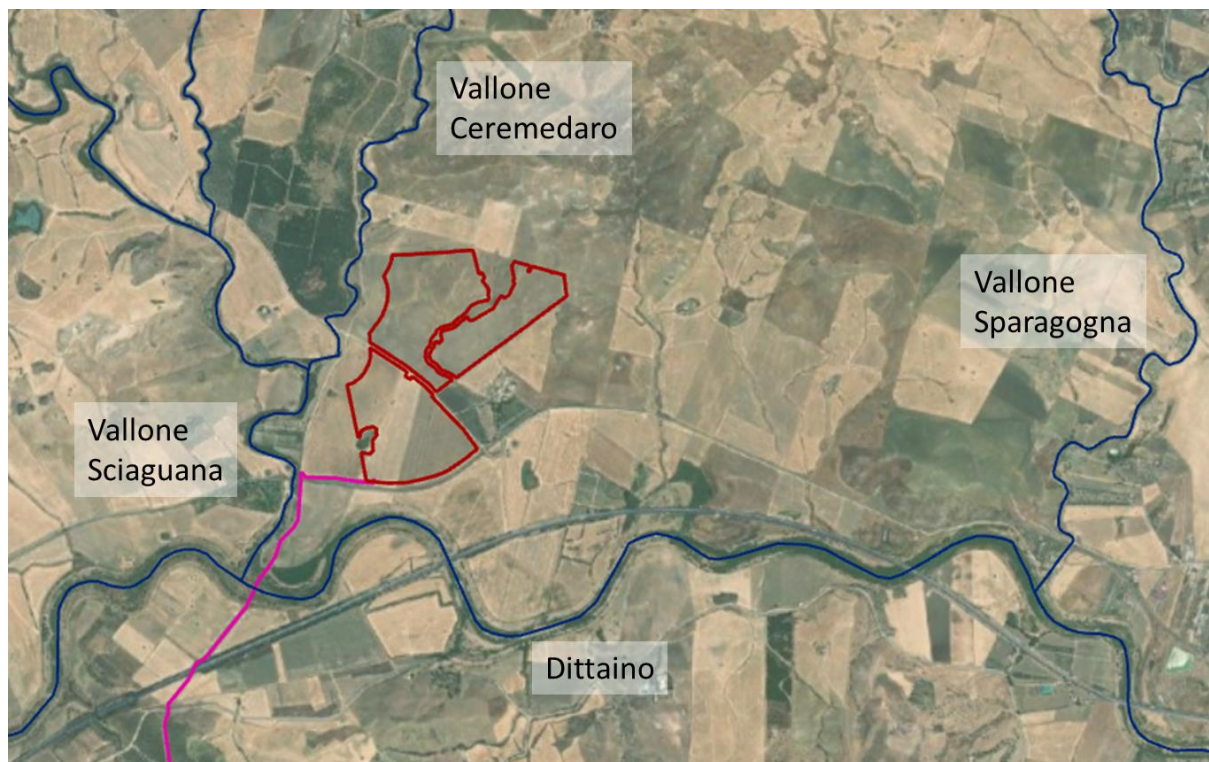 Vallone
Ceremedaro
Vallone
Sparagogna
Vallone
Sciaguana
Dittaino